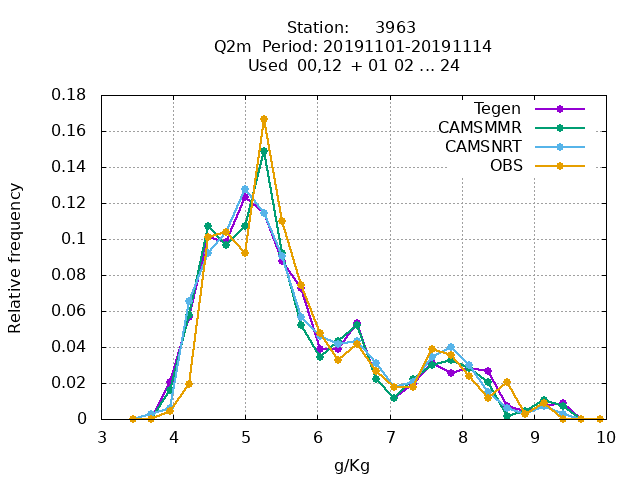 Station:     3963
Q2m  Period: 20191101-20191114
Used  00,12  + 01 02 ... 24
Tegen
CAMSMMR
CAMSNRT
OBS
0.18
0.16
0.14
0.12
0.1
0.08
0.06
0.04
0.02
0
Relative frequency
3 4 5 6 7 8 9 10
g/Kg